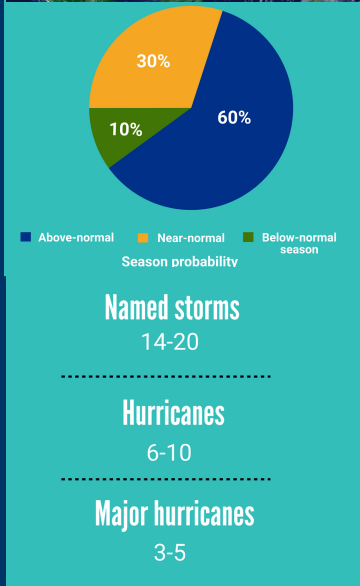 30%
60%
10%
Above-normal
Near-normal
Below-normal
season
Season probability
Named storms
14-20
Hurricanes
6-10
Major hurricanes
3-5